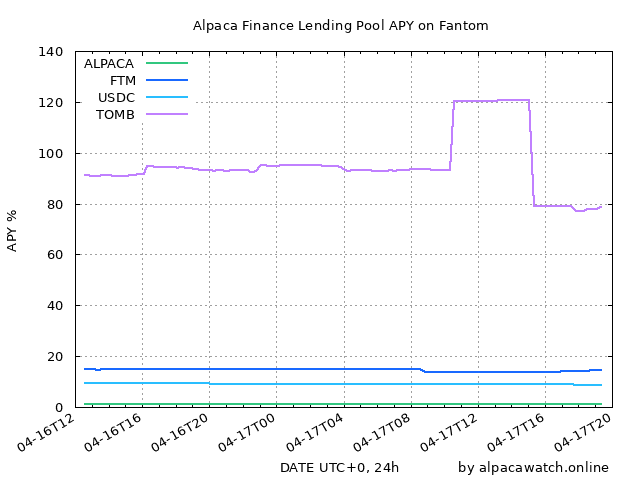 Alpaca Finance Lending Pool APY on Fantom
APY %
140
120
100
80
60
40
20
0
ALPACA
FTM
USDC
TOMB
04-16T12
04-16T16
04-16T20
04-17T00
04-17T04
04-17T08
04-17T12
04-17T16
04-17T20
DATE UTC+0, 24h
by alpacawatch.online